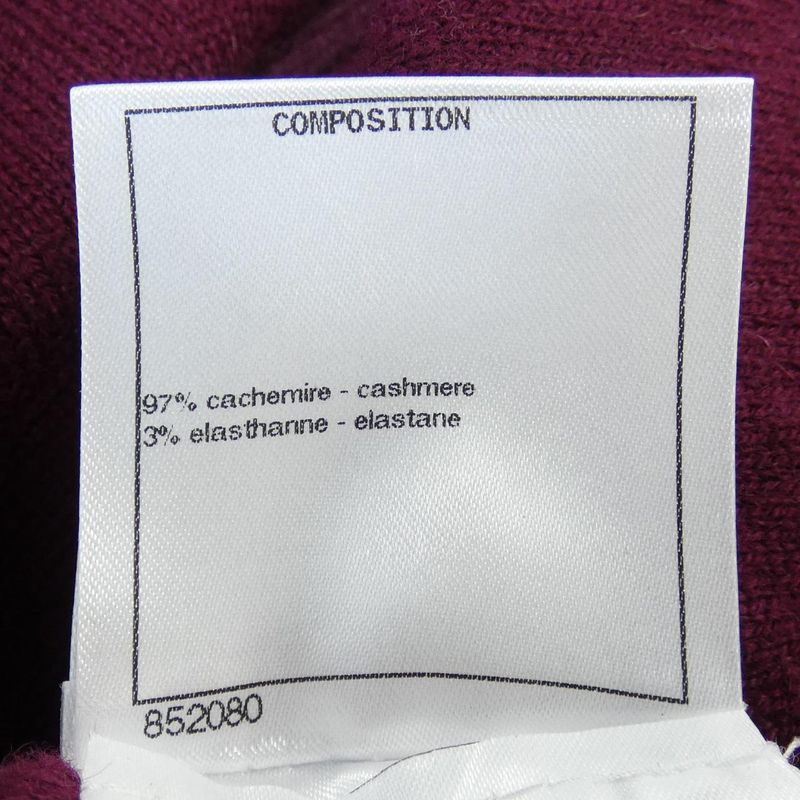 COMPOSITION
97% cachemire - cashmere
3% elasthanne - elastane
852080